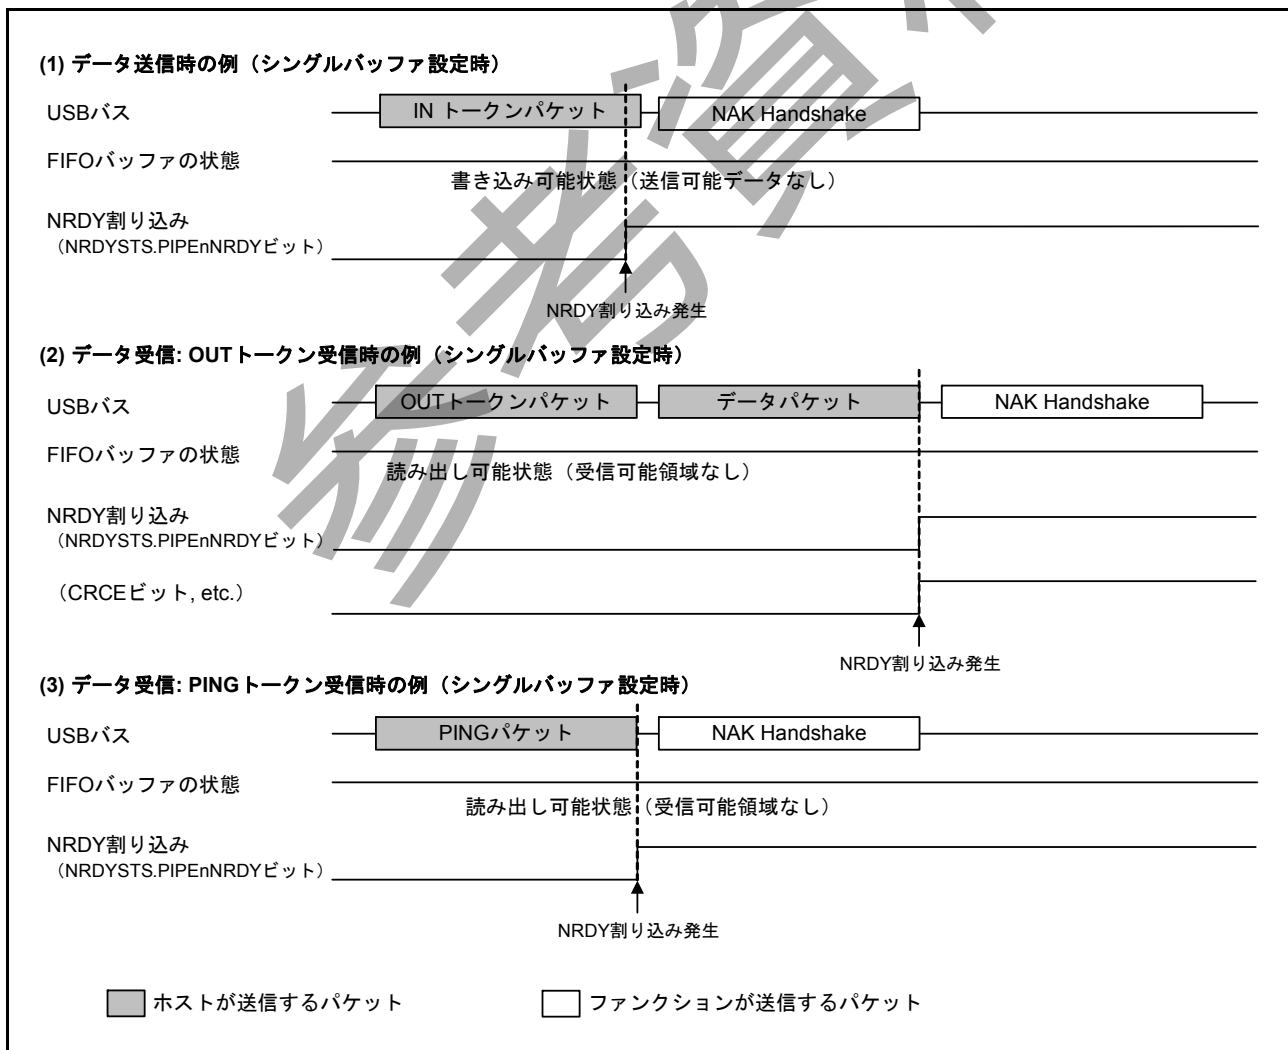 (1) データ送信時の例（シングルバッファ設定時）
USBバス
IN トークンパケット
NAK Handshake
FIFOバッファの状態
書き込み可能状態（送信可能データなし）
NRDY割り込み
（NRDYSTS.PIPEnNRDYビット）
NRDY割り込み発生
(2) データ受信: OUTトークン受信時の例（シングルバッファ設定時）
USBバス
OUTトークンパケット
データパケット
NAK Handshake
FIFOバッファの状態
読み出し可能状態（受信可能領域なし）
NRDY割り込み
（NRDYSTS.PIPEnNRDYビット）
（CRCEビット, etc.）
NRDY割り込み発生
(3) データ受信: PINGトークン受信時の例（シングルバッファ設定時）
USBバス
PINGパケット
NAK Handshake
FIFOバッファの状態
読み出し可能状態（受信可能領域なし）
NRDY割り込み
（NRDYSTS.PIPEnNRDYビット）
NRDY割り込み発生
ホストが送信するパケット
ファンクションが送信するパケット
参考資